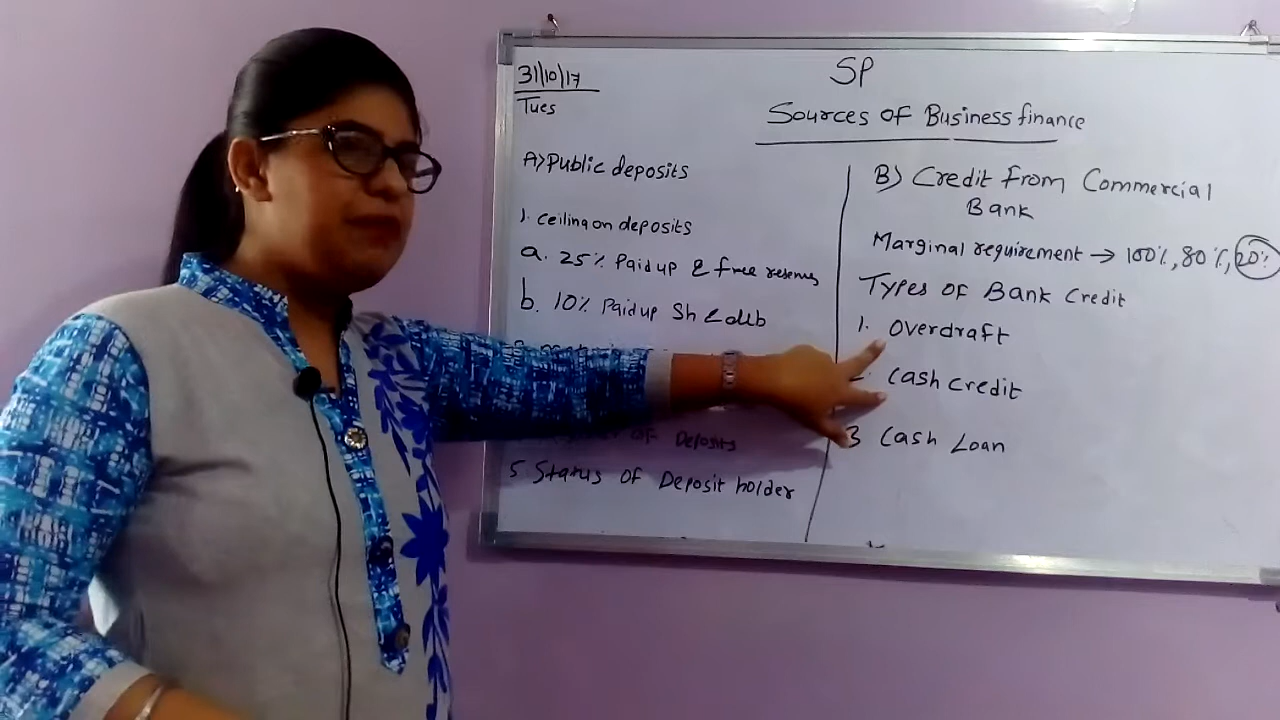 31/10/17
Tues
SP
Sources of Business finance
A) Public deposits
1. Ceiling on deposits
a. 25% Paid up & free reserves
b. 10% Paid up Sh & deb
of Deposits
5 Status of Deposit holder
B) Credit from Commercial
Bank
Marginal requirement → 100%, 80%, 20%
Types of Bank Credit
1. Overdraft
Cash Credit
3 Cash Loan